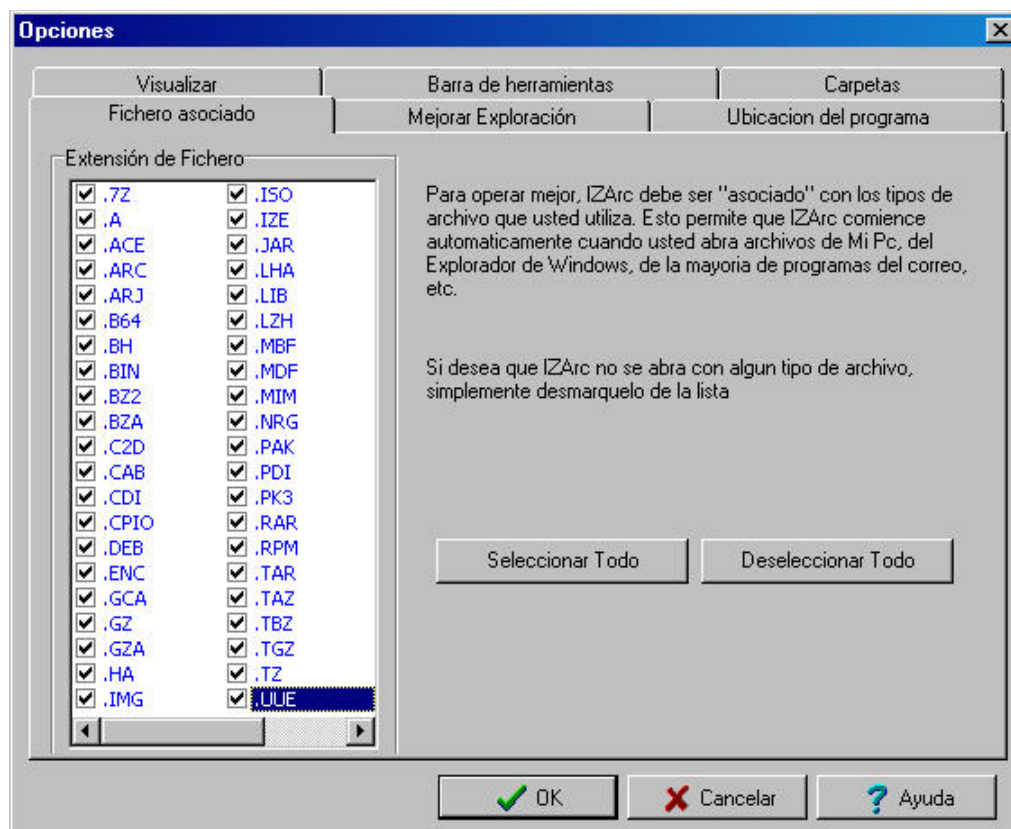 Opciones
Visualizar
Barra de herramientas
Carpetas
Fichero asociado
Mejorar Exploración
Ubicacion del programa
Extensión de Fichero
.7Z
.A
.ACE
.ARC
.ARJ
.B64
.BH
.BIN
.BZ2
.BZA
.C2D
.CAB
.CDI
.CPIO
.DEB
.ENC
.GCA
.GZ
.GZA
.HA
.IMG
.ISO
.IZE
.JAR
.LHA
.LIB
.LZH
.MBF
.MDF
.MIM
.NRG
.PAK
.PDI
.PK3
.RAR
.RPM
.TAR
.TAZ
.TBZ
.TGZ
.TZ
.UUE
Para operar mejor, IZArc debe ser "asociado" con los tipos de
archivo que usted utiliza. Esto permite que IZArc comience
automaticamente cuando usted abra archivos de Mi Pc, del
Explorador de Windows, de la mayoria de programas del correo,
etc.
Si desea que IZArc no se abra con algun tipo de archivo,
simplemente desmarquelo de la lista
Seleccionar Todo
Deseleccionar Todo
OK
Cancelar
Ayuda